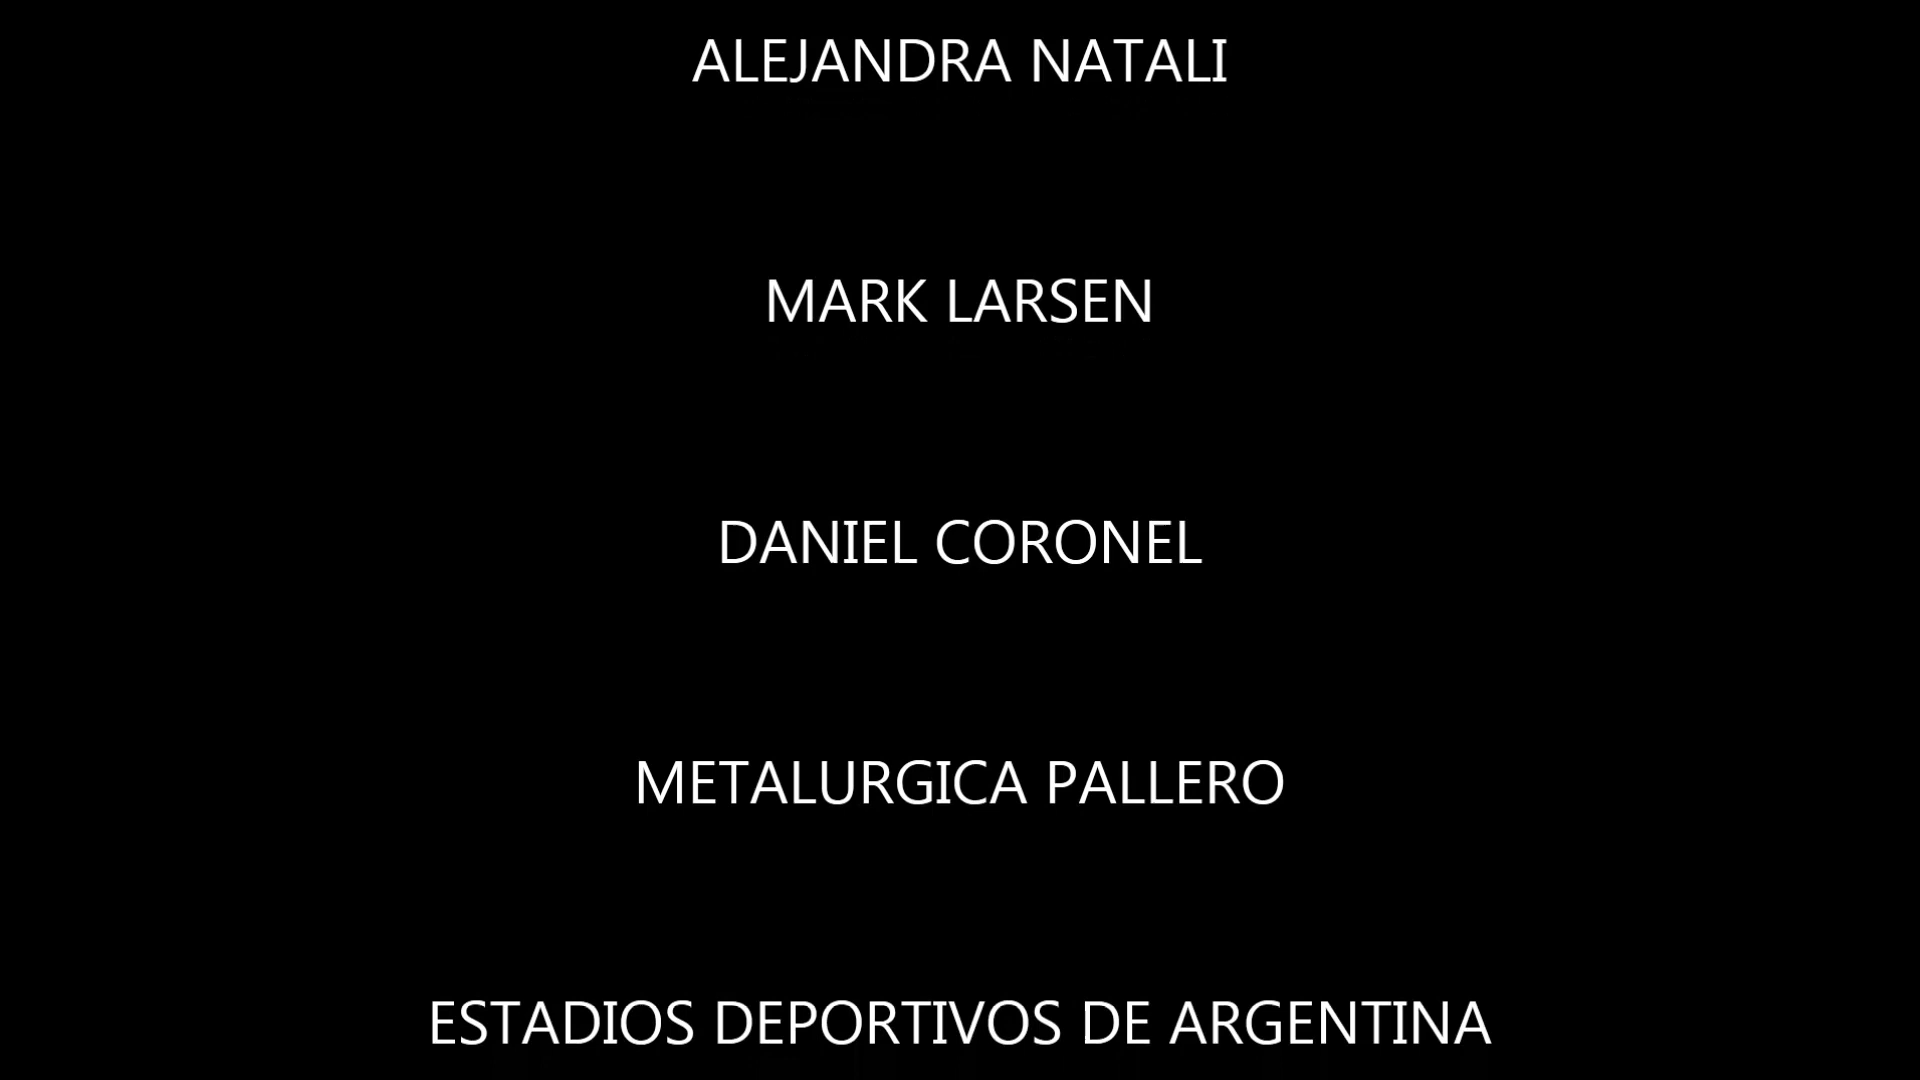 ALEJANDRA NATALI
MARK LARSEN
DANIEL CORONEL
METALURGICA PALLERO
ESTADIOS DEPORTIVOS DE ARGENTINA